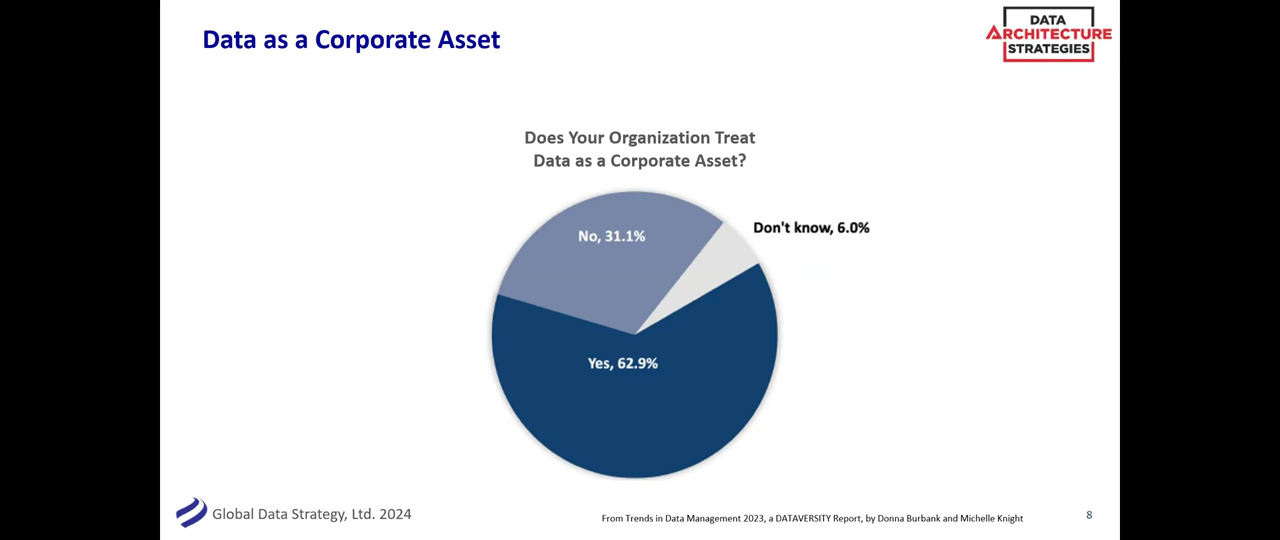 Data as a Corporate Asset
DATA
ARCHITECTURE
STRATEGIES
Does Your Organization Treat
Data as a Corporate Asset?
No, 31.1%
Don't know, 6.0%
Yes, 62.9%
Global Data Strategy, Ltd. 2024
From Trends in Data Management 2023, a DATAVERSITY Report, by Donna Burbank and Michelle Knight
8